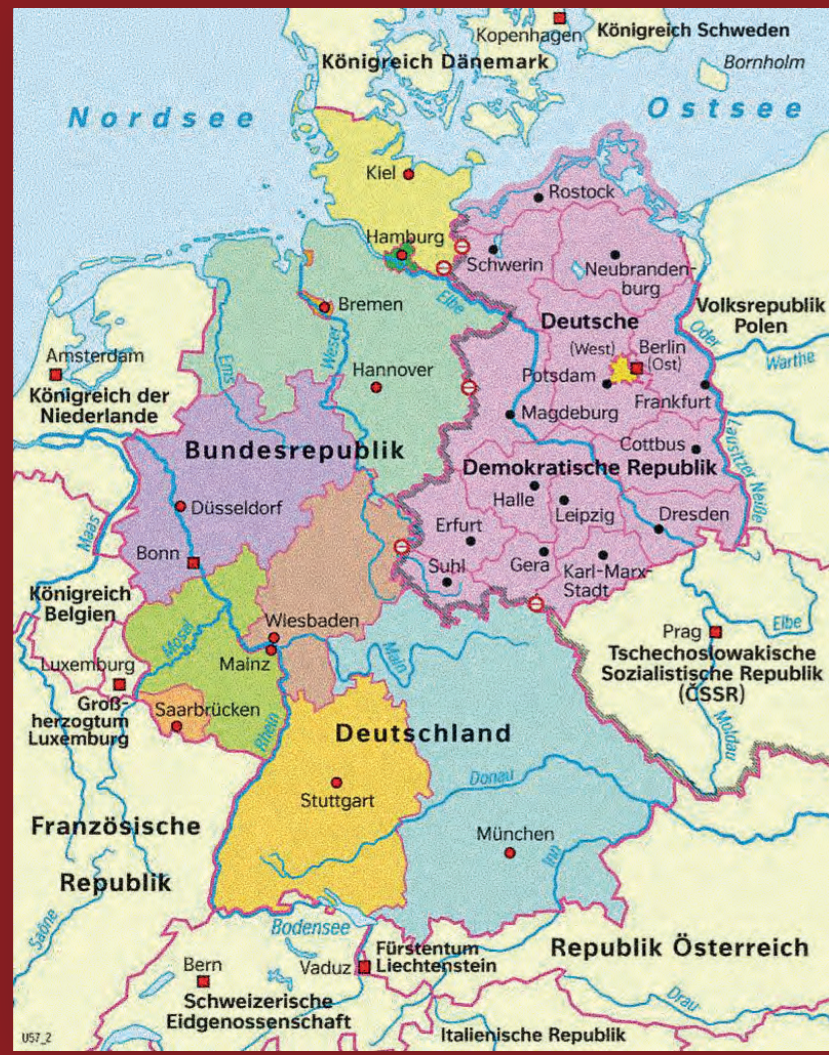 Kopenhagen
Königreich Schweden
Königreich Dänemark
Bornholm
Nordsee
Ostsee
Kiel
Rostock
Hamburg
Schwerin
Neubranden-
burg
Bremen
Elbe
Volksrepublik
Polen
Deutsche
Oder
Weser
Ems
(West)
Berlin
(Ost)
Warthe
Amsterdam
Königreich der
Niederlande
Hannover
Potsdam
Frankfurt
Magdeburg
Cottbus
Lausitzer Neiße
Bundesrepublik
Demokratische Republik
Halle
Leipzig
Düsseldorf
Dresden
Maas
Erfurt
Bonn
Suhl
Gera
Karl-Marx-
Stadt
Königreich
Belgien
Wiesbaden
Elbe
Prag
Mosel
Main
Mainz
Tschechoslowakische
Sozialistische Republik
(ČSSR)
Luxemburg
Groß-
herzogtum
Luxemburg
Saarbrücken
Rhein
Moldau
Deutschland
Donau
Stuttgart
Französische
Republik
München
Inn
Saône
Bodensee
Republik Österreich
Fürstentum
Liechtenstein
Bern
Vaduz
Schweizerische
Eidgenossenschaft
Drau
Italienische Republik
U57_2